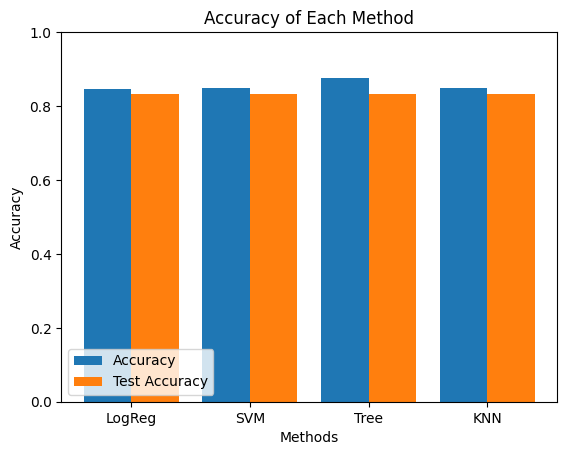 Accuracy of Each Method
1.0
0.8
0.6
0.4
0.2
0.0
Accuracy
Accuracy
Test Accuracy
LogReg SVM Tree KNN
Methods